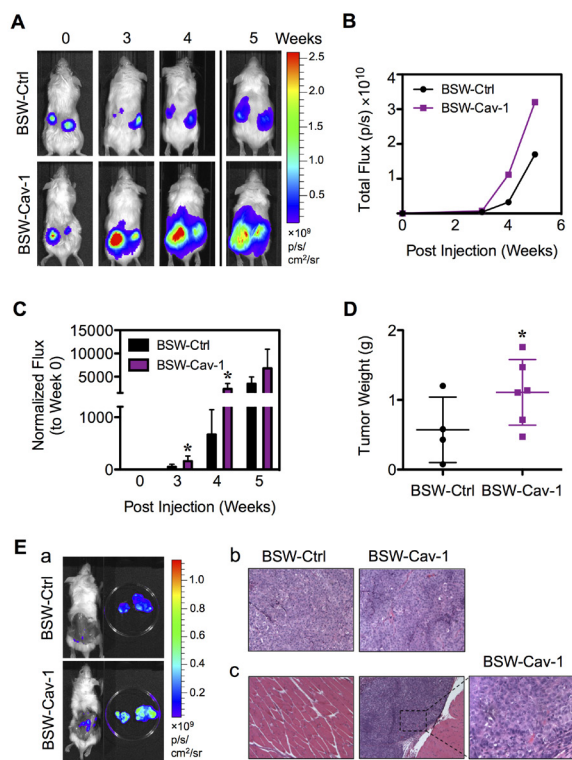 A
0 3 4 5 Weeks
BSW-Ctrl
BSW-Cav-1
2.5
2.0
1.5
1.0
0.5
×10⁹
p/s/
cm²/sr
B
BSW-Ctrl
BSW-Cav-1
Total Flux (p/s) ×10¹⁰
4
3
2
1
0 2 4 6
Post Injection (Weeks)
C
BSW-Ctrl
BSW-Cav-1
Normalized Flux
(to Week 0)
15000
10000
5000
1000
0
* *
0 3 4 5
Post Injection (Weeks)
D
*
Tumor Weight (g)
2
1
0
BSW-Ctrl BSW-Cav-1
E
a
BSW-Ctrl
BSW-Cav-1
1.0
0.8
0.6
0.4
0.2
×10⁹
p/s/
cm²/sr
b
BSW-Ctrl BSW-Cav-1
c
BSW-Cav-1